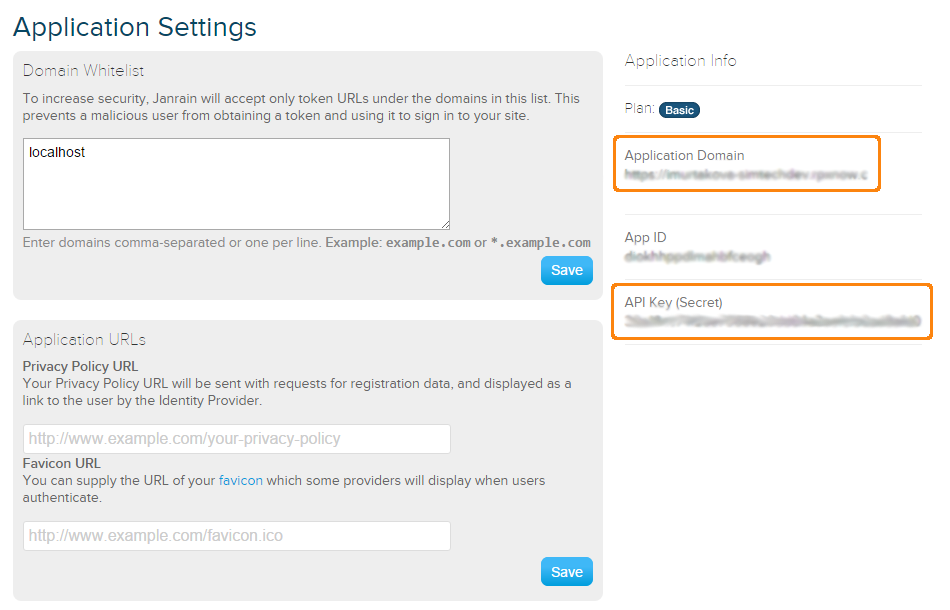 Application Settings
Domain Whitelist
To increase security, Janrain will accept only token URLs under the domains in this list. This
prevents a malicious user from obtaining a token and using it to sign in to your site.
localhost
Enter domains comma-separated or one per line. Example: example.com or *.example.com
Save
Application URLs
Privacy Policy URL
Your Privacy Policy URL will be sent with requests for registration data, and displayed as a
link to the user by the Identity Provider.
http://www.example.com/your-privacy-policy
Favicon URL
You can supply the URL of your favicon which some providers will display when users
authenticate.
http://www.example.com/favicon.ico
Save
Application Info
Plan: Basic
Application Domain
App ID
API Key (Secret)